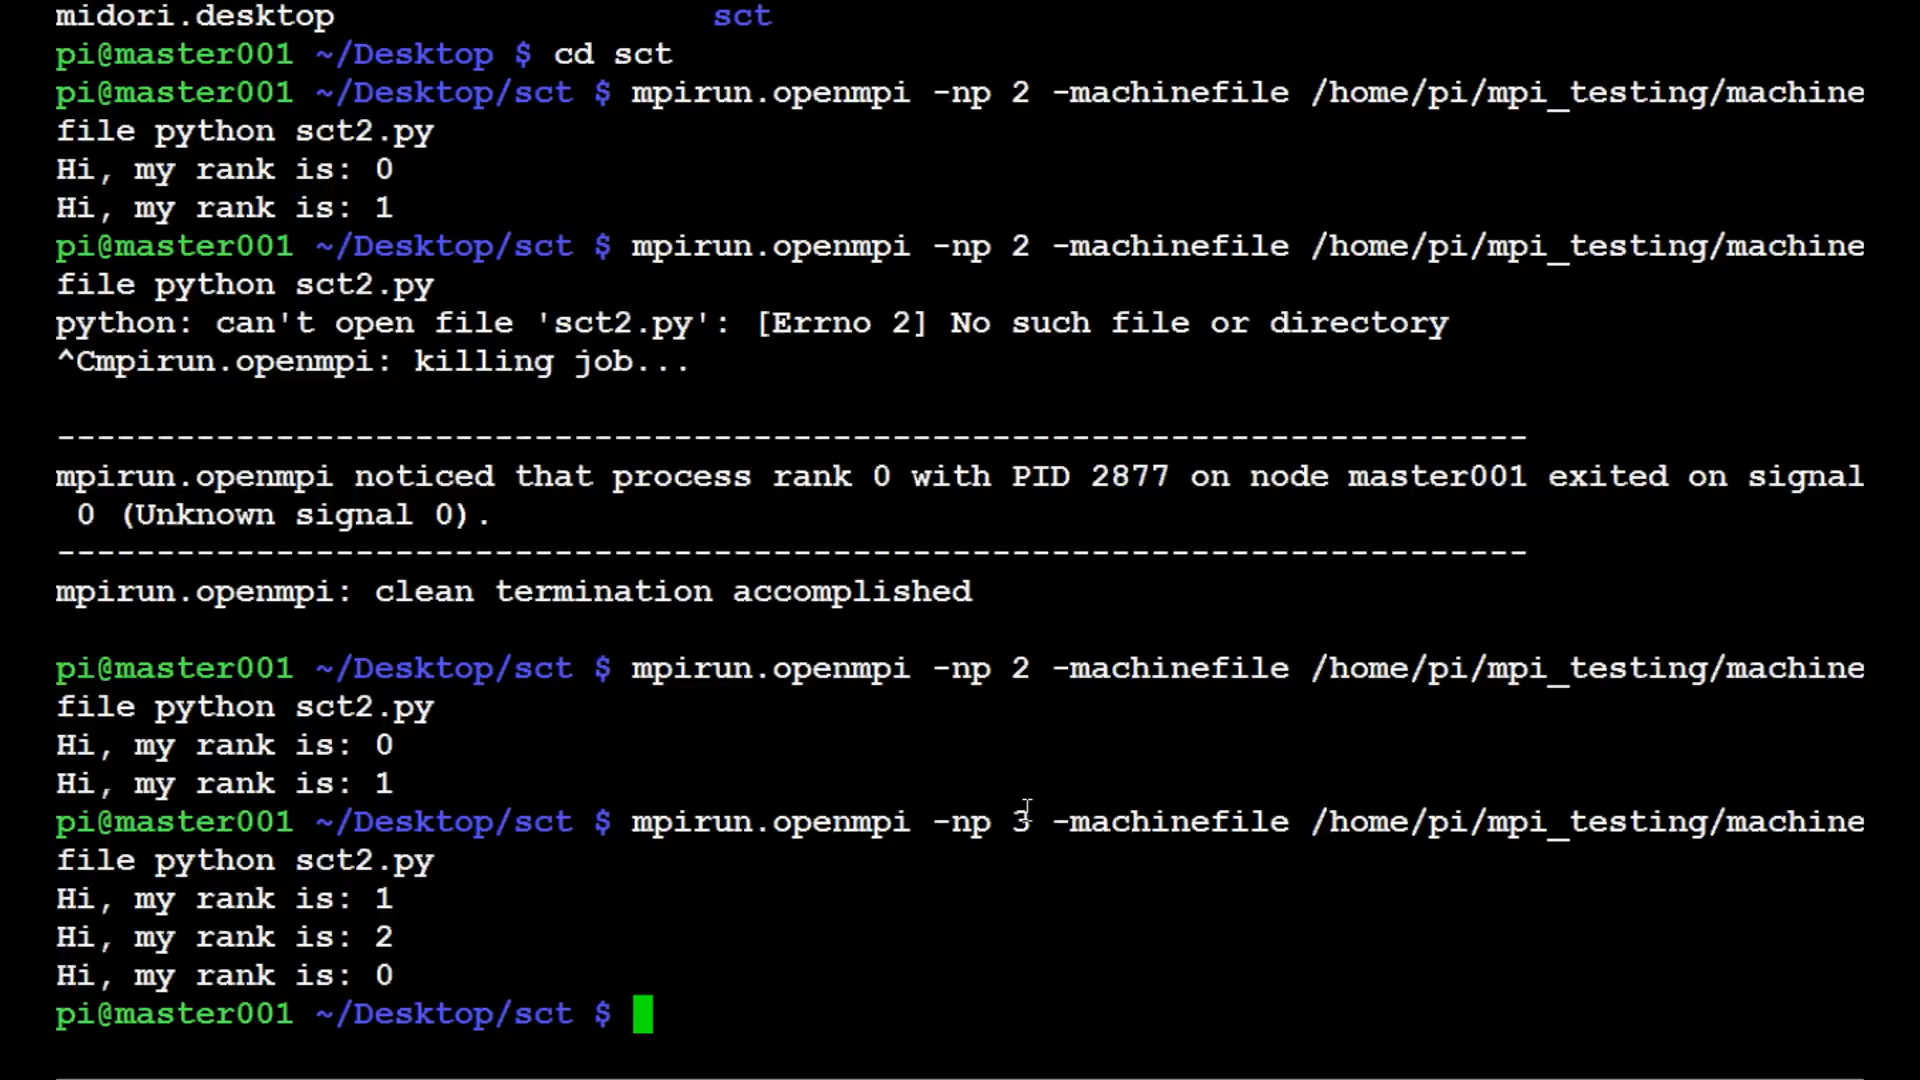 midori.desktop sct
pi@master001 ~/Desktop $ cd sct
pi@master001 ~/Desktop/sct $ mpirun.openmpi -np 2 -machinefile /home/pi/mpi_testing/machine
file python sct2.py
Hi, my rank is: 0
Hi, my rank is: 1
pi@master001 ~/Desktop/sct $ mpirun.openmpi -np 2 -machinefile /home/pi/mpi_testing/machine
file python sct2.py
python: can't open file 'sct2.py': [Errno 2] No such file or directory
^Cmpirun.openmpi: killing job...
--------------------------------------------------------------------------
mpirun.openmpi noticed that process rank 0 with PID 2877 on node master001 exited on signal
0 (Unknown signal 0).
--------------------------------------------------------------------------
mpirun.openmpi: clean termination accomplished
pi@master001 ~/Desktop/sct $ mpirun.openmpi -np 2 -machinefile /home/pi/mpi_testing/machine
file python sct2.py
Hi, my rank is: 0
Hi, my rank is: 1
pi@master001 ~/Desktop/sct $ mpirun.openmpi -np 3 -machinefile /home/pi/mpi_testing/machine
file python sct2.py
Hi, my rank is: 1
Hi, my rank is: 2
Hi, my rank is: 0
pi@master001 ~/Desktop/sct $